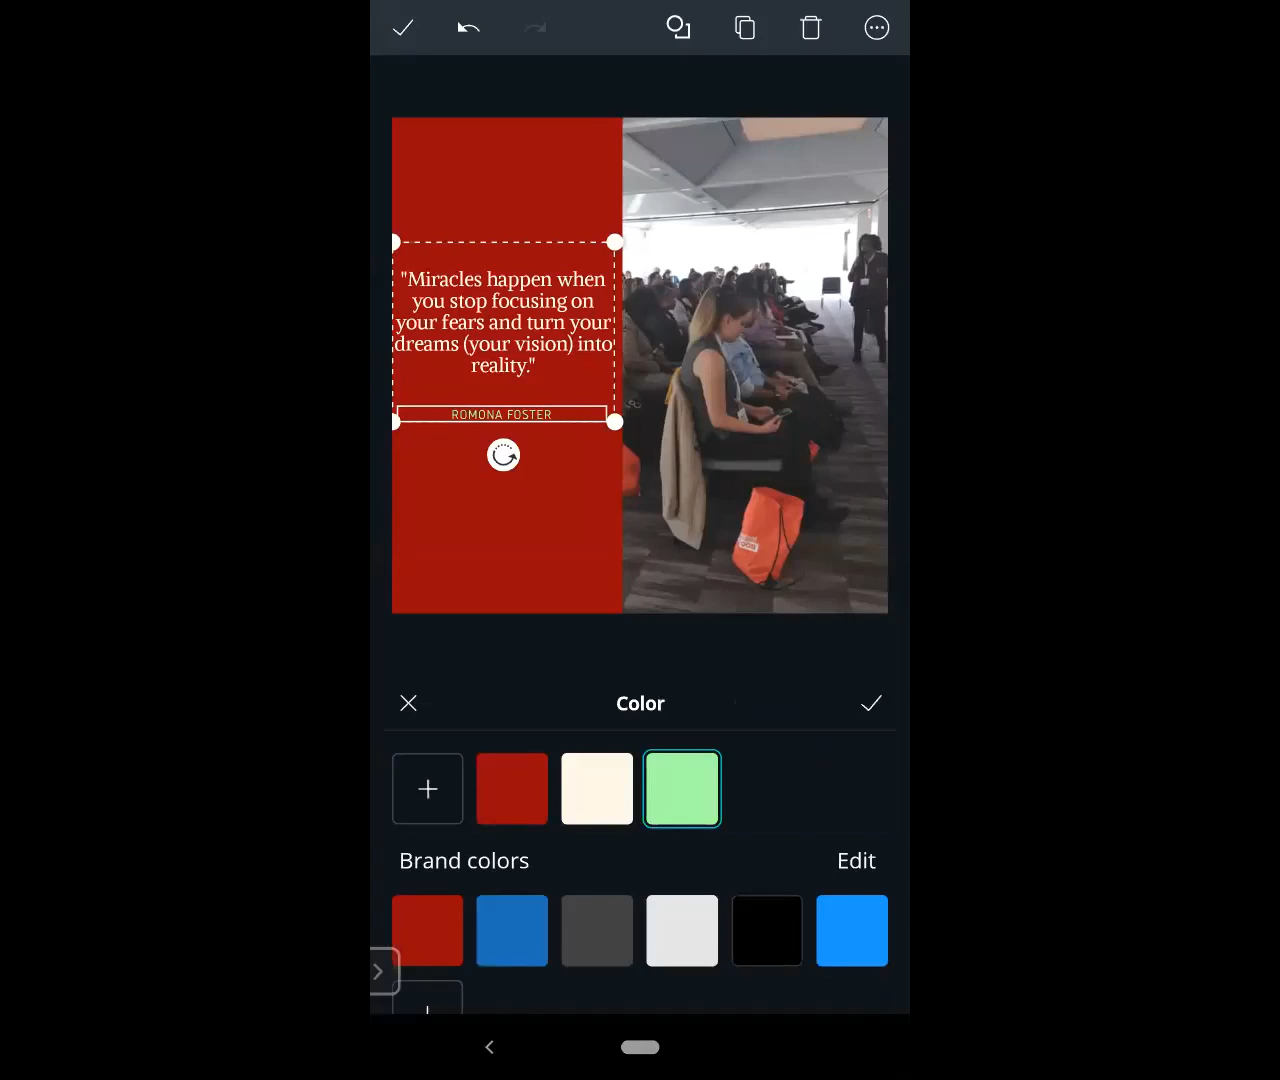 "Miracles happen when
you stop focusing on
your fears and turn your
dreams (your vision) into
reality."
ROMONA FOSTER
Color
Brand colors
Edit